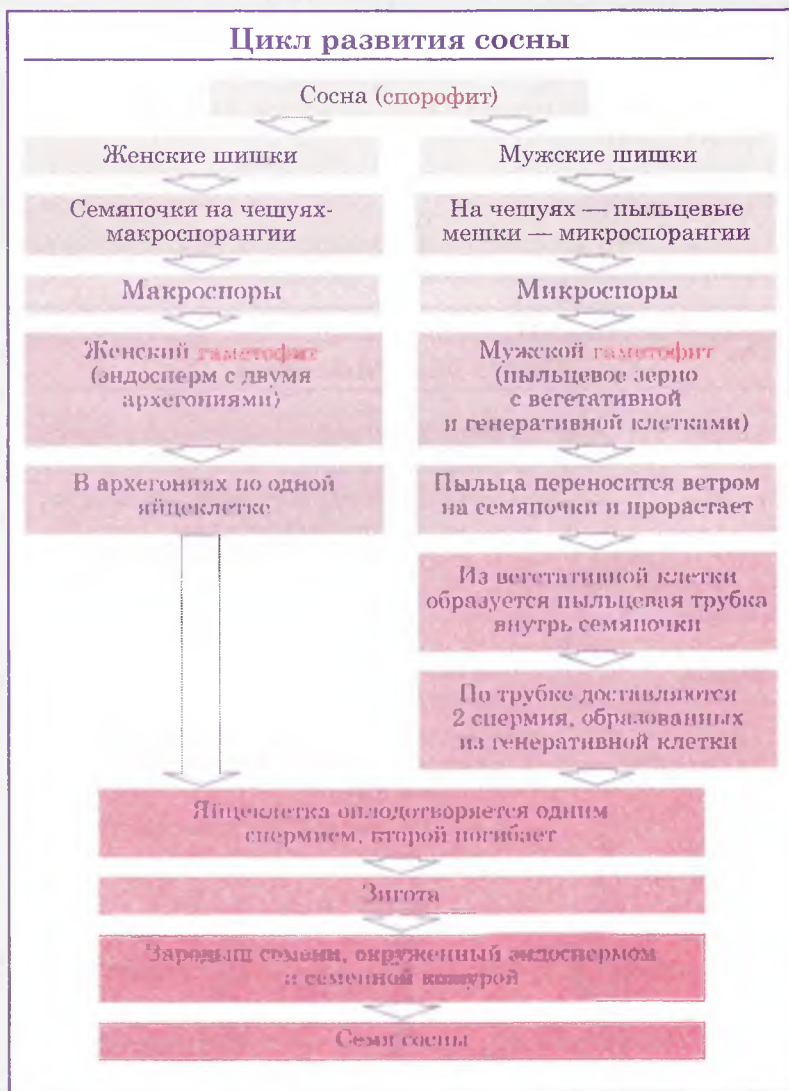 Цикл развития сосны
Сосна (спорофит)
Женские шишки
Семяпочки на чешуях-
макроспорангии
Макроспоры
Женский гаметофит
(эндосперм с двумя
архегониями)
В архегониях по одной
яйцеклетке
Мужские шишки
На чешуях — пыльцевые
мешки — микроспорангии
Микроспоры
Мужской гаметофит
(пыльцевое зерно
с вегетативной
и генеративной клетками)
Пыльца переносится ветром
на семяпочки и прорастает
Из вегетативной клетки
образуется пыльцевая трубка
внутрь семяпочки
По трубке доставляются
2 спермия, образованных
из генеративной клетки
Яйцеклетка оплодотворяется одним
спермием, второй погибает
Зигота
Зародыш семени, окруженный эндоспермом
и семенной кожурой
Семя сосны